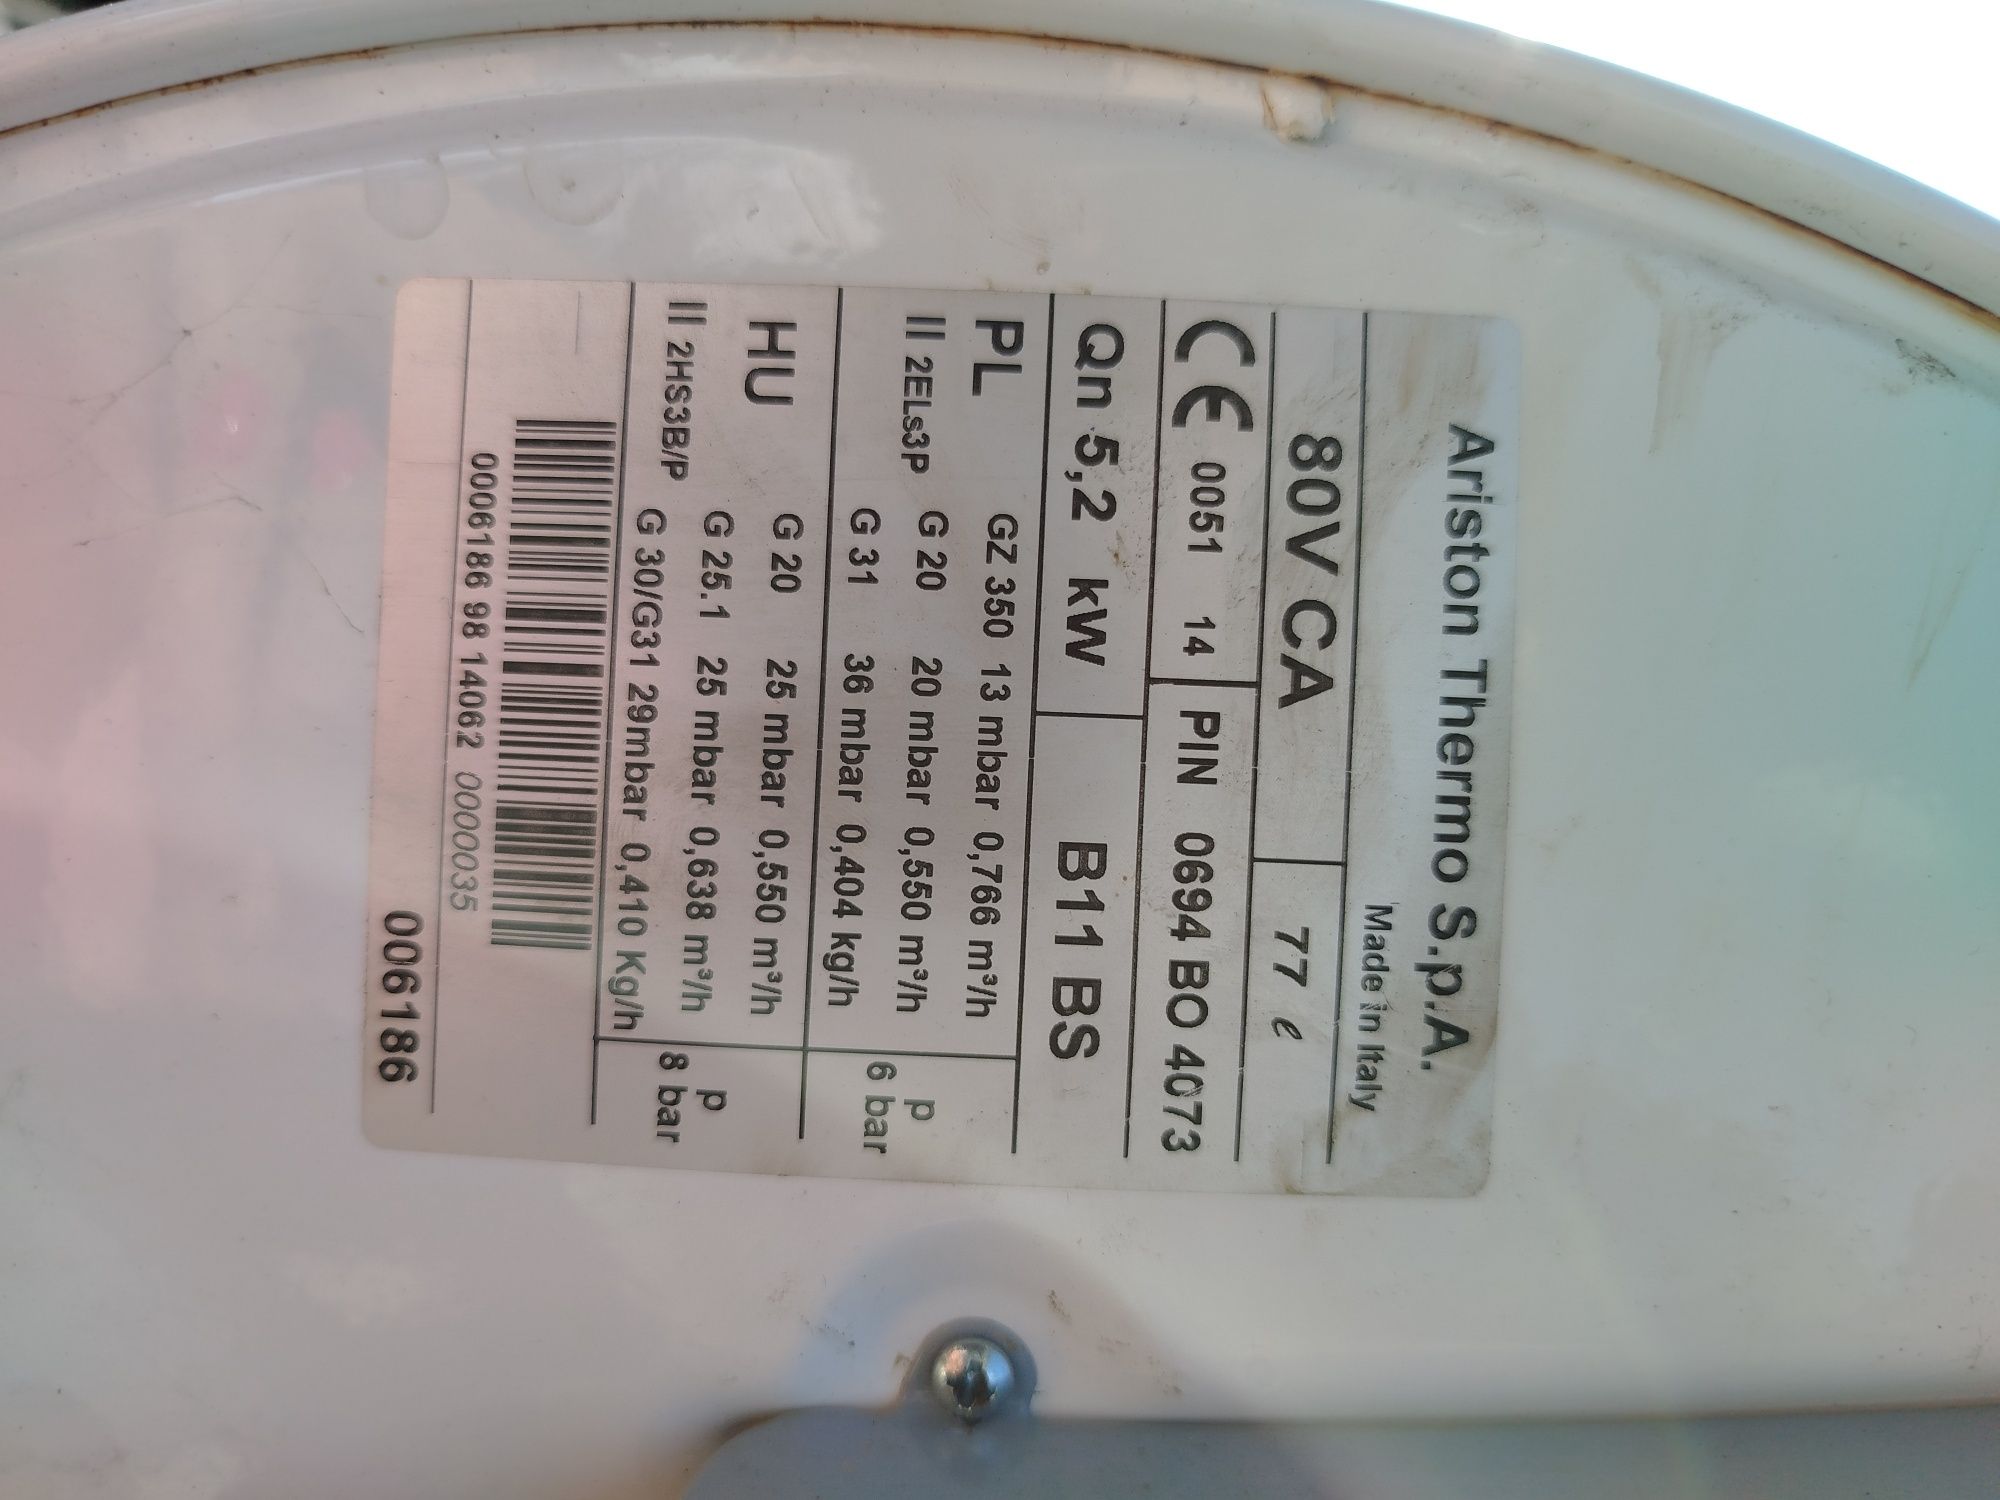 Ariston Thermo S.p.A.
Made in Italy
80V CA 77 ℓ
CE 0051 14 PIN 0694 BO 4073
Qn 5,2 kW B11 BS
PL GZ 350 13 mbar 0,766 m³/h
II 2ELs3P G 20 20 mbar 0,550 m³/h p
G 31 36 mbar 0,404 kg/h 6 bar
HU G 20 25 mbar 0,550 m³/h
G 25.1 25 mbar 0,638 m³/h p
II 2HS3B/P G 30/G31 29mbar 0,410 Kg/h 8 bar
0006186 98 14062 0000035
006186